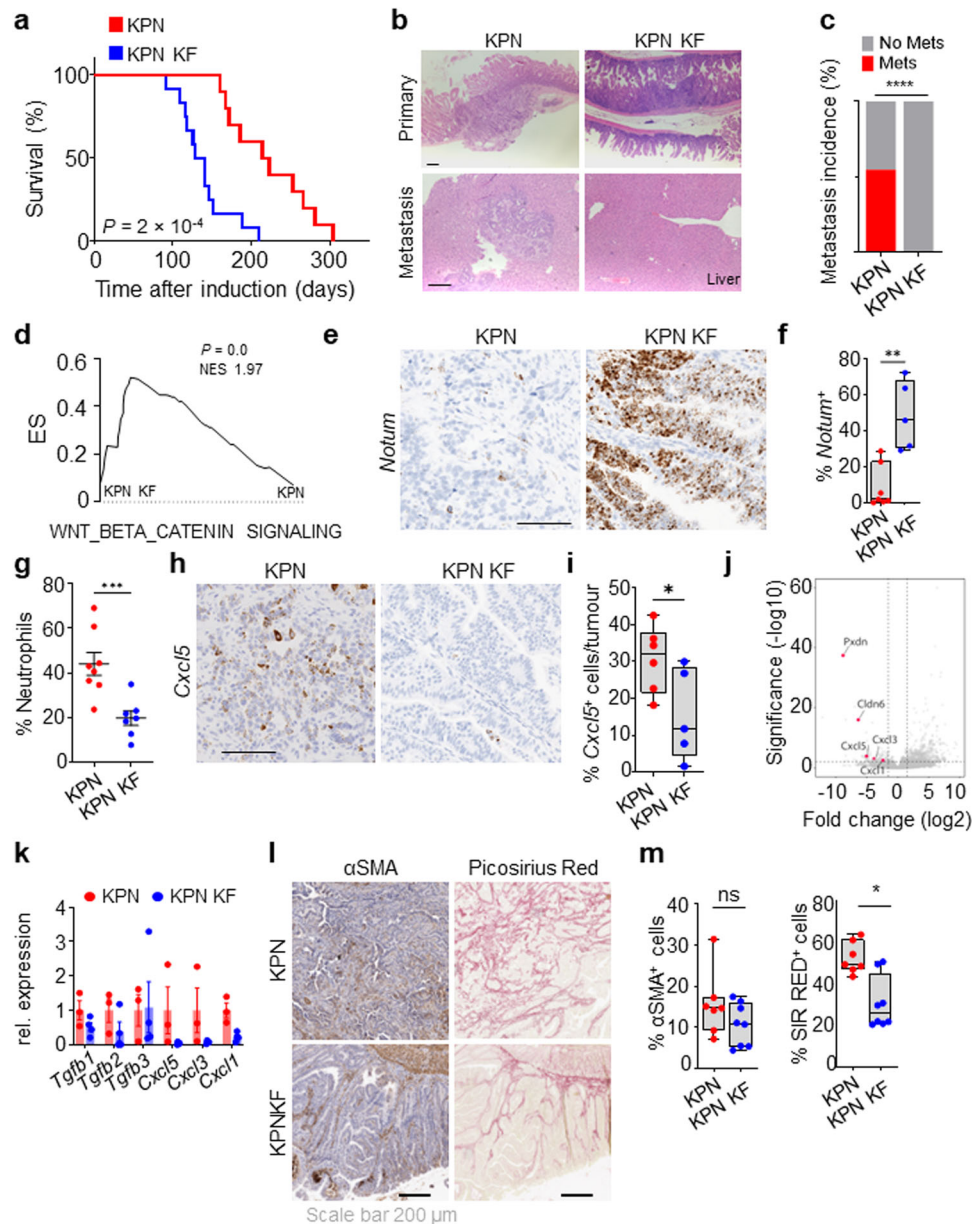 a
KPN
KPN KF
Survival (%)
100
50
0
0 100 200 300
P = 2 × 10⁻⁴
Time after induction (days)
b
KPN KPN KF
Primary
Metastasis
Liver
c
No Mets
Mets
****
Metastasis incidence (%)
KPN
KPN KF
d
P = 0.0
NES 1.97
ES
0.6
0.4
0.2
0
KPN KF KPN
WNT_BETA_CATENIN SIGNALING
e
KPN KPN KF
Notum
f
% Notum⁺
80
60
40
20
0
**
KPN
KPN KF
g
% Neutrophils
80
60
40
20
0
***
KPN
KPN KF
h
KPN KPN KF
Cxcl5
i
% Cxcl5⁺ cells/tumour
50
40
30
20
10
0
*
KPN
KPN KF
j
Significance (-log10)
60
40
20
0
Pxdn
Cldn6
Cxcl5
Cxcl3
Cxcl1
-10 -5 0 5 10
Fold change (log2)
k
KPN KPN KF
rel. expression
4
3
2
1
0
Tgfb1
Tgfb2
Tgfb3
Cxcl5
Cxcl3
Cxcl1
l
αSMA Picosirius Red
KPN
KPNKF
Scale bar 200 µm
m
ns
% αSMA⁺ cells
40
30
20
10
0
KPN
KPN KF
*
% SIR RED⁺ cells
80
60
40
20
0
KPN
KPN KF